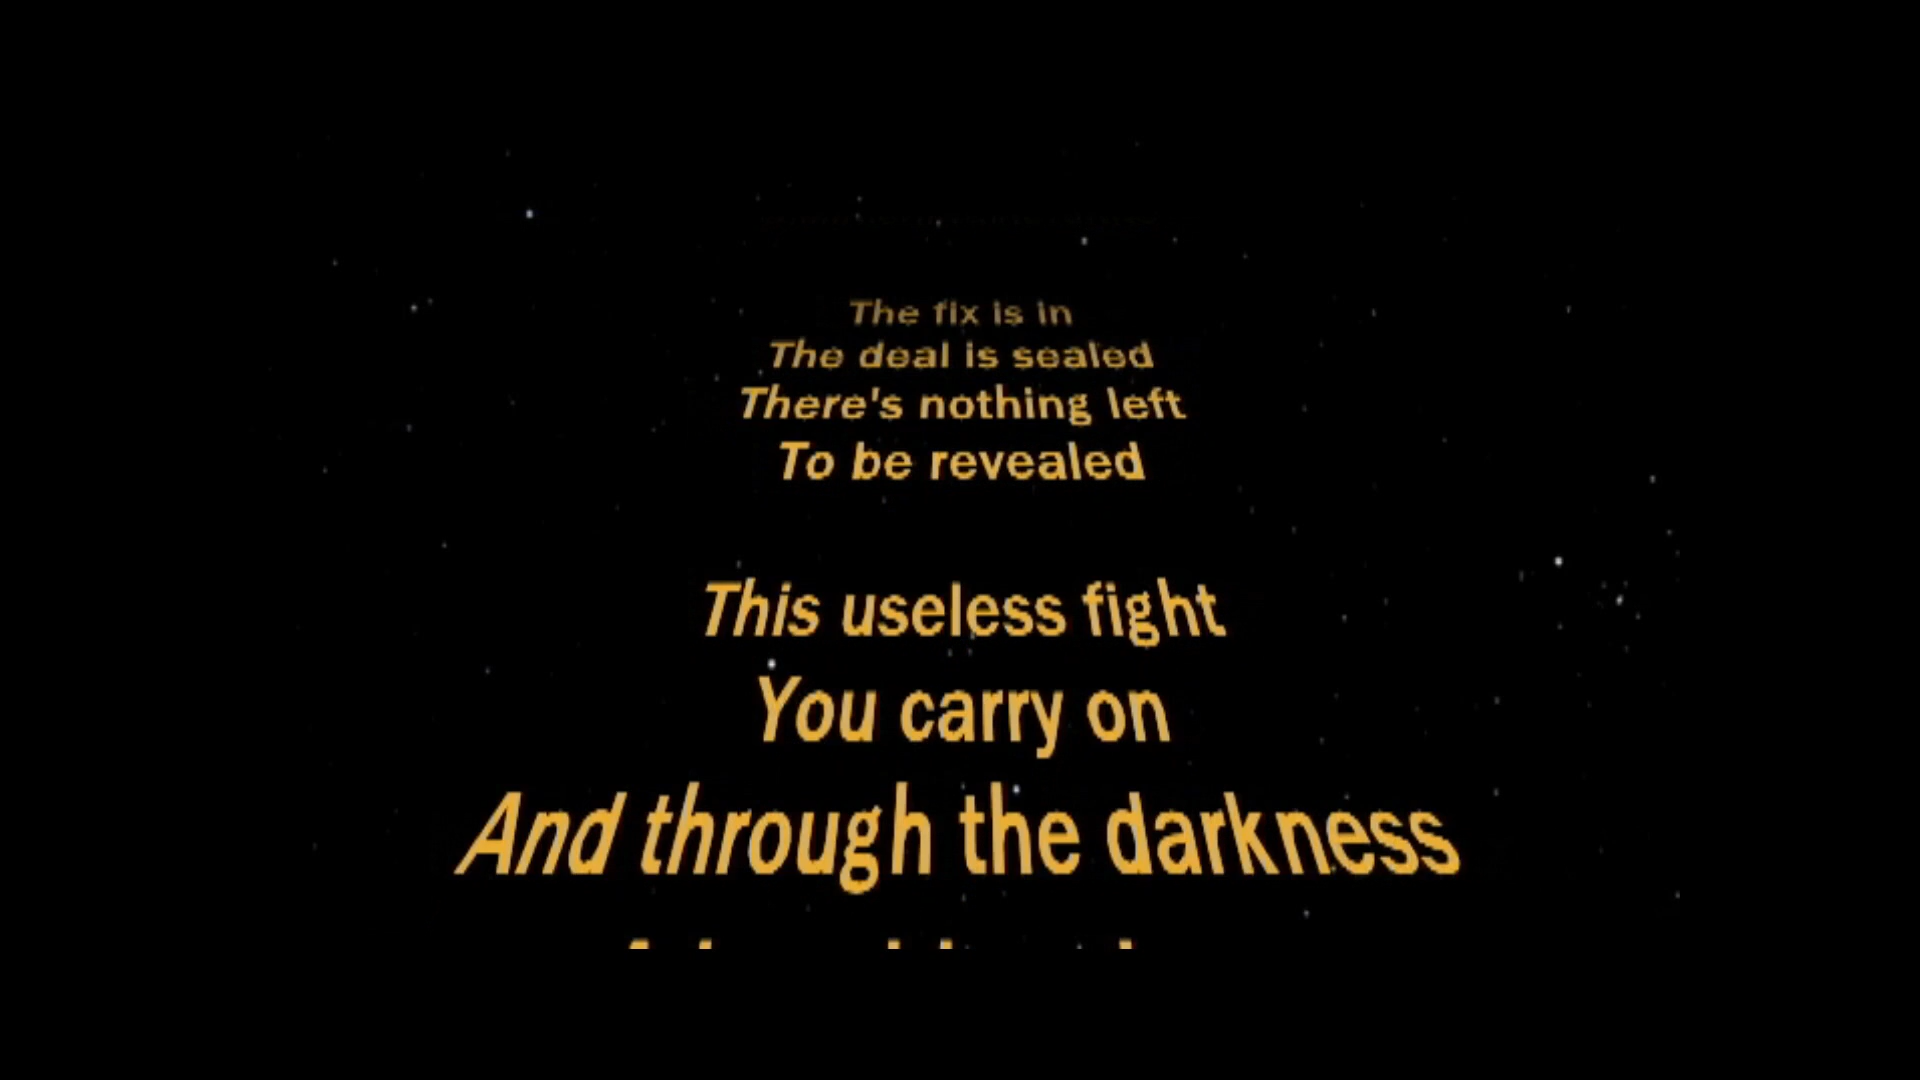 The fix is in
The deal is sealed
There's nothing left
To be revealed
This useless fight
You carry on
And through the darkness